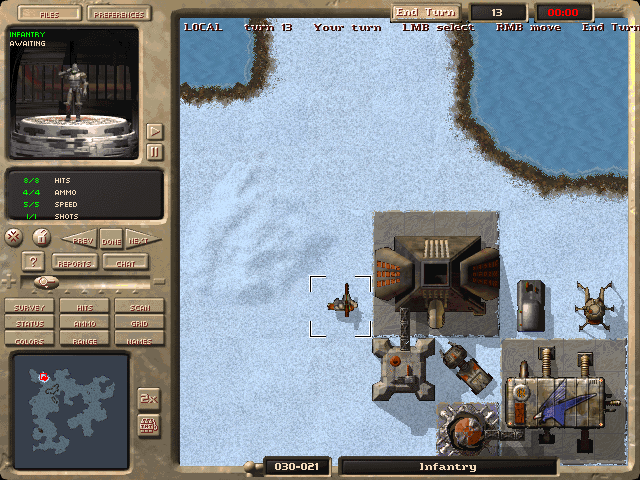 FILES PREFERENCES End Turn 13 00:00
LOCAL turn 13 Your turn LMB select RMB move End Turn
INFANTRY
AWAITING
8/8 HITS
4/4 AMMO
5/5 SPEED
1/1 SHOTS
PREV DONE NEXT
? REPORTS CHAT
SURVEY HITS SCAN
STATUS AMMO GRID
COLORS RANGE NAMES
2x
030-021 Infantry